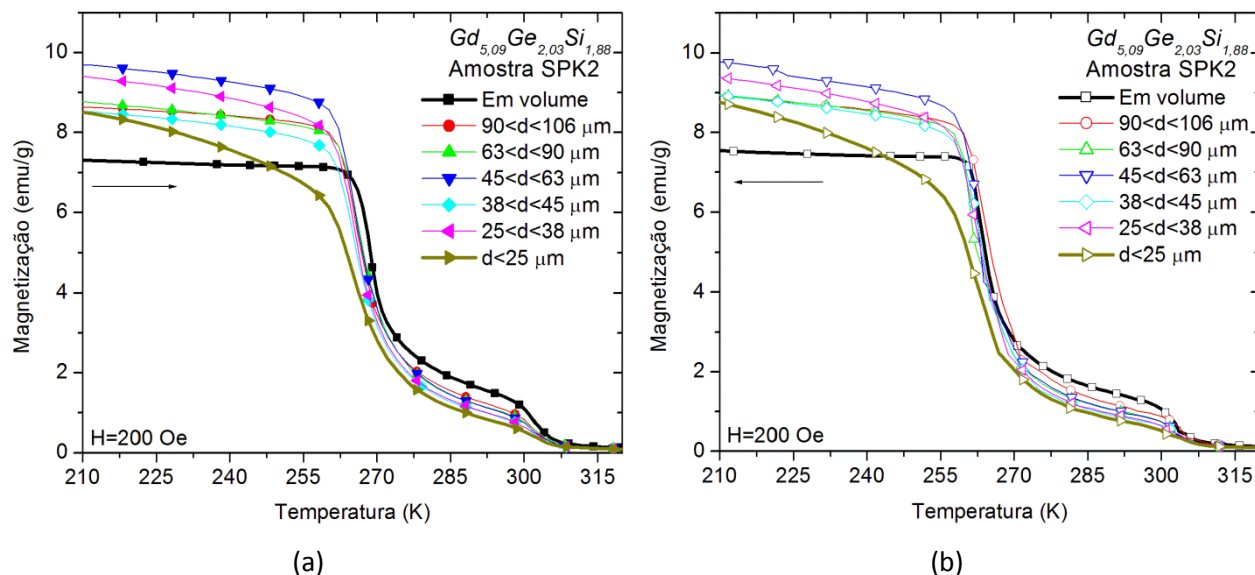 Gd5,09Ge2,03Si1,88
Amostra SPK2
Em volume
90<d<106 μm
63<d<90 μm
45<d<63 μm
38<d<45 μm
25<d<38 μm
d<25 μm
Magnetização (emu/g)
10
8
6
4
2
0
H=200 Oe
210 225 240 255 270 285 300 315
Temperatura (K)
(a)
Gd5,09Ge2,03Si1,88
Amostra SPK2
Em volume
90<d<106 μm
63<d<90 μm
45<d<63 μm
38<d<45 μm
25<d<38 μm
d<25 μm
Magnetização (emu/g)
10
8
6
4
2
0
H=200 Oe
210 225 240 255 270 285 300 315
Temperatura (K)
(b)